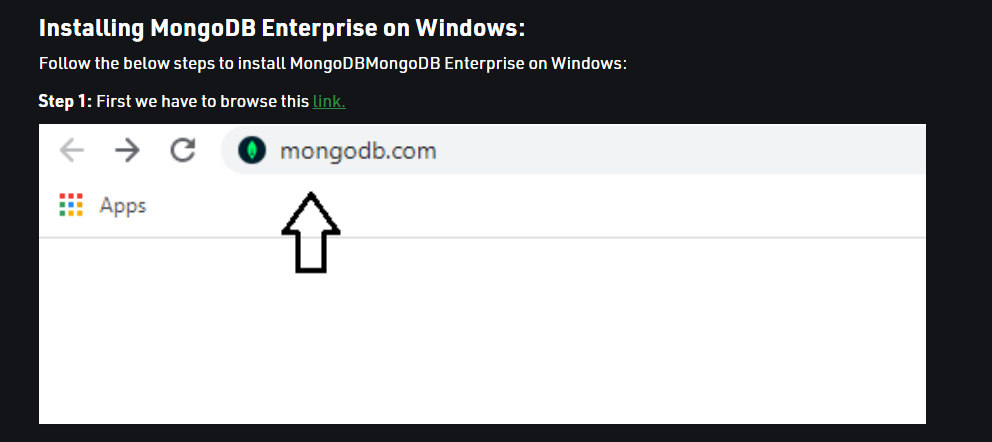 Installing MongoDB Enterprise on Windows:
Follow the below steps to install MongoDBMongoDB Enterprise on Windows:
Step 1: First we have to browse this link.
mongodb.com
Apps